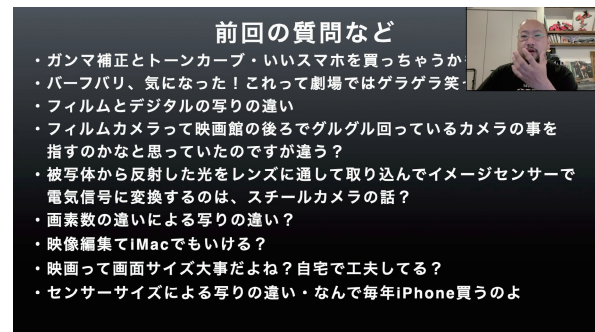 前回の質問など
・ガンマ補正とトーンカーブ・いいスマホを買っちゃうか
・バーフバリ、気になった！これって劇場ではゲラゲラ笑
・フィルムとデジタルの写りの違い
・フィルムカメラって映画館の後ろでグルグル回っているカメラの事を
指すのかなと思っていたのですが違う？
・被写体から反射した光をレンズに通して取り込んでイメージセンサーで
電気信号に変換するのは、スチールカメラの話？
・画素数の違いによる写りの違い？
・映像編集てiMacでもいける？
・映画って画面サイズ大事だよね？自宅で工夫してる？
・センサーサイズによる写りの違い・なんで毎年iPhone買うのよ